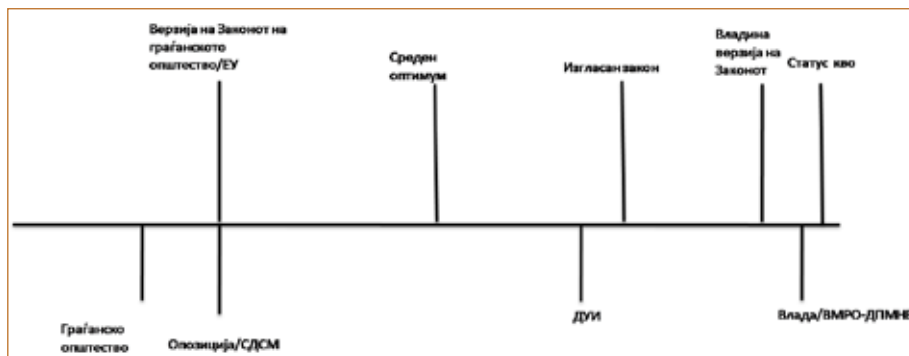 Верзија на Законот на
граѓанското
општество/ЕУ
Среден
оптимум
Изгласан закон
Владина
верзија на
Законот
Статус кво
Граѓанско
општество
Опозиција/СДСМ
ДУИ
Влада/ВМРО-ДПМНЕ